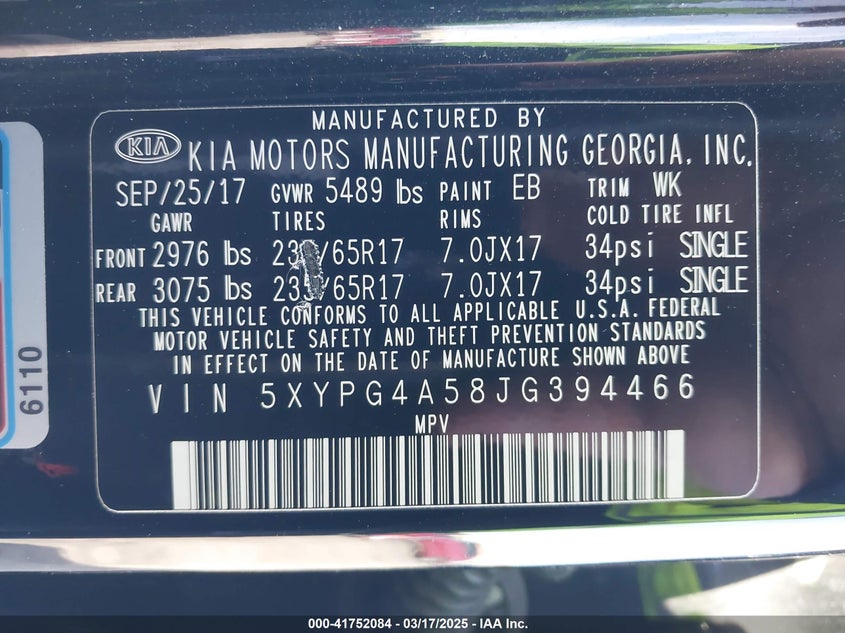 MANUFACTURED BY
KIA KIA MOTORS MANUFACTURING GEORGIA, INC.
SEP/25/17 GVWR 5489 lbs PAINT EB TRIM WK
GAWR TIRES RIMS COLD TIRE INFL
FRONT 2976 lbs 7.0JX17 34psi SINGLE
REAR 3075 lbs 7.0JX17 34psi SINGLE
THIS VEHICLE CONFORMS TO ALL APPLICABLE U.S.A. FEDERAL
MOTOR VEHICLE SAFETY AND THEFT PREVENTION STANDARDS
IN EFFECT ON THE DATE OF MANUFACTURE SHOWN ABOVE
VIN 5XYPG4A58JG394466
MPV
6110
000-41752084 - 03/17/2025 - IAA Inc.